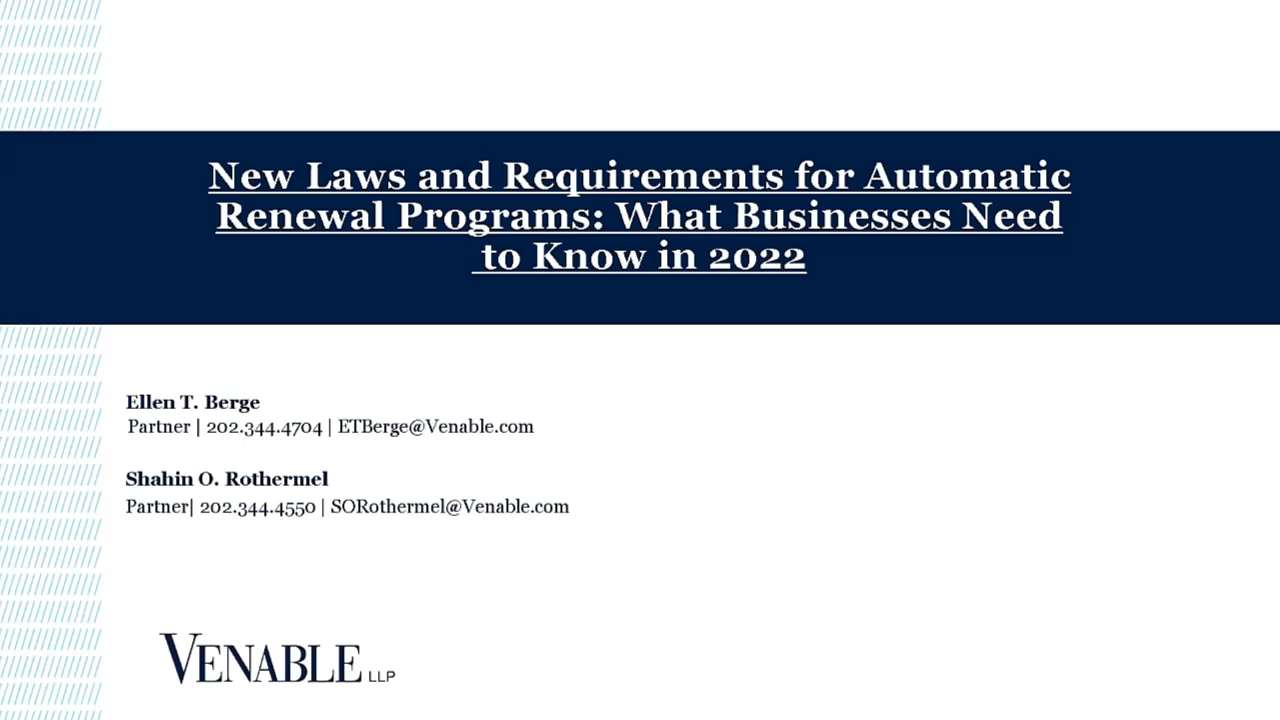 New Laws and Requirements for Automatic
Renewal Programs: What Businesses Need
to Know in 2022
Ellen T. Berge
Partner | 202.344.4704 | ETBerge@Venable.com
Shahin O. Rothermel
Partner| 202.344.4550 | SORothermel@Venable.com
VENABLE LLP